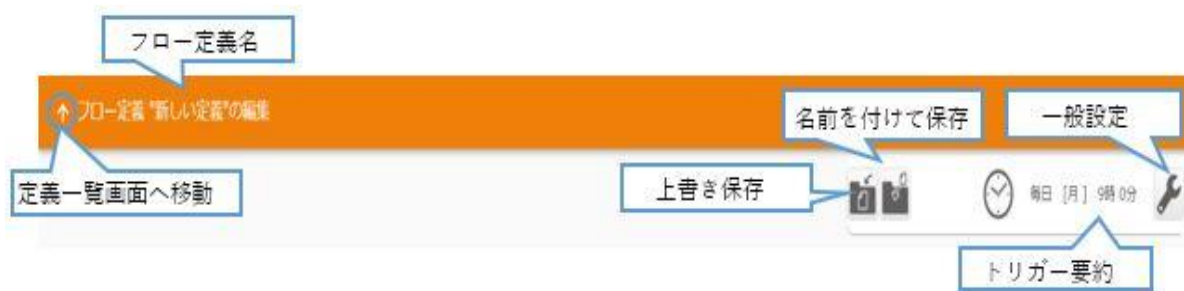 フロー定義名
フロー定義 "新しい定義"の編集
名前を付けて保存
一般設定
定義一覧画面へ移動
上書き保存
毎日 [月] 9時 0分
トリガー要約